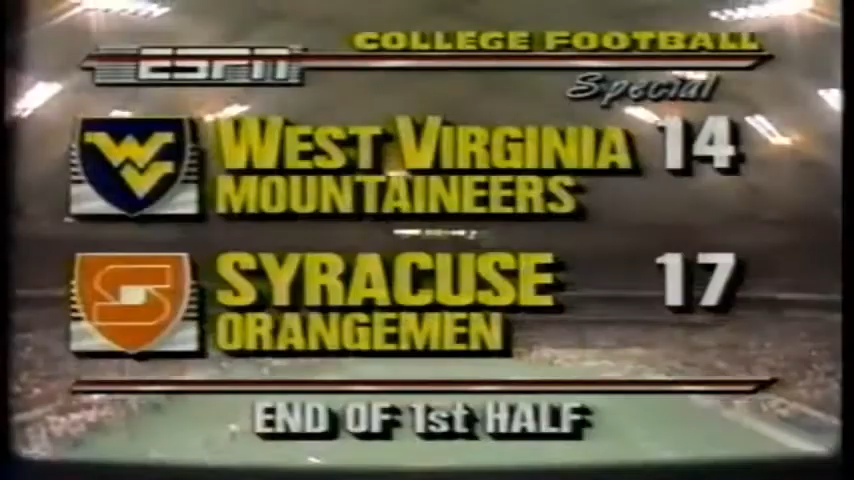 COLLEGE FOOTBALL
ESPN
Special
WEST VIRGINIA 14
MOUNTAINEERS
SYRACUSE 17
ORANGEMEN
END OF 1st HALF